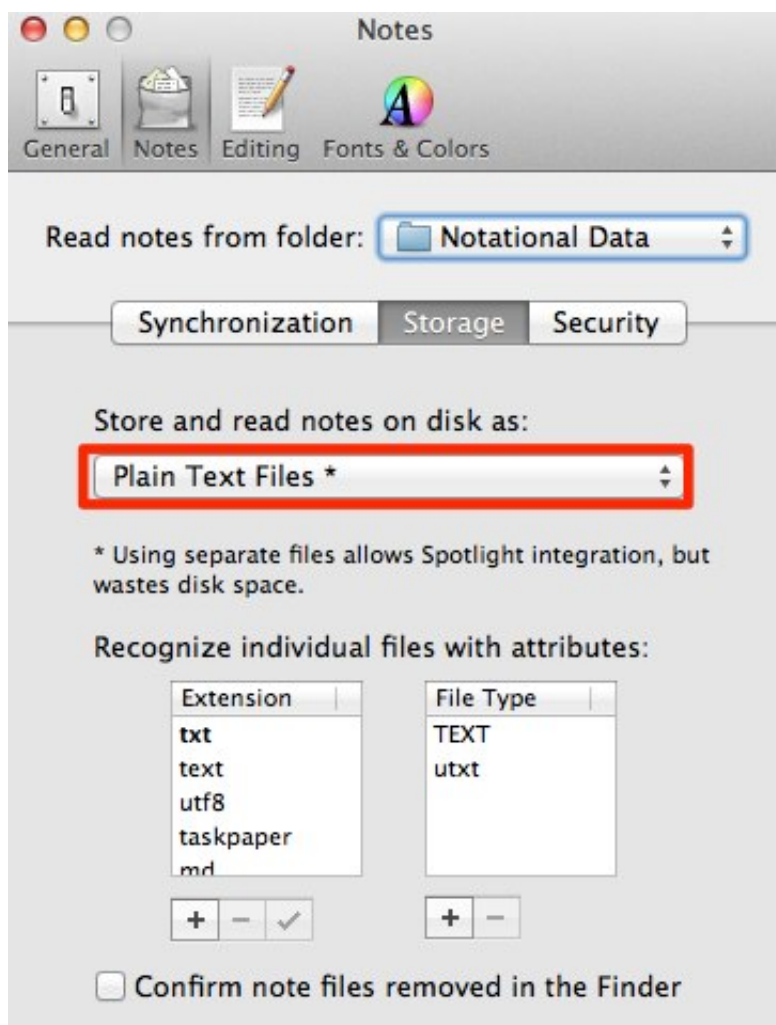 Notes
General Notes Editing Fonts & Colors
Read notes from folder: Notational Data
Synchronization Storage Security
Store and read notes on disk as:
Plain Text Files *
* Using separate files allows Spotlight integration, but
wastes disk space.
Recognize individual files with attributes:
Extension File Type
txt TEXT
text utxt
utf8
taskpaper
md
Confirm note files removed in the Finder